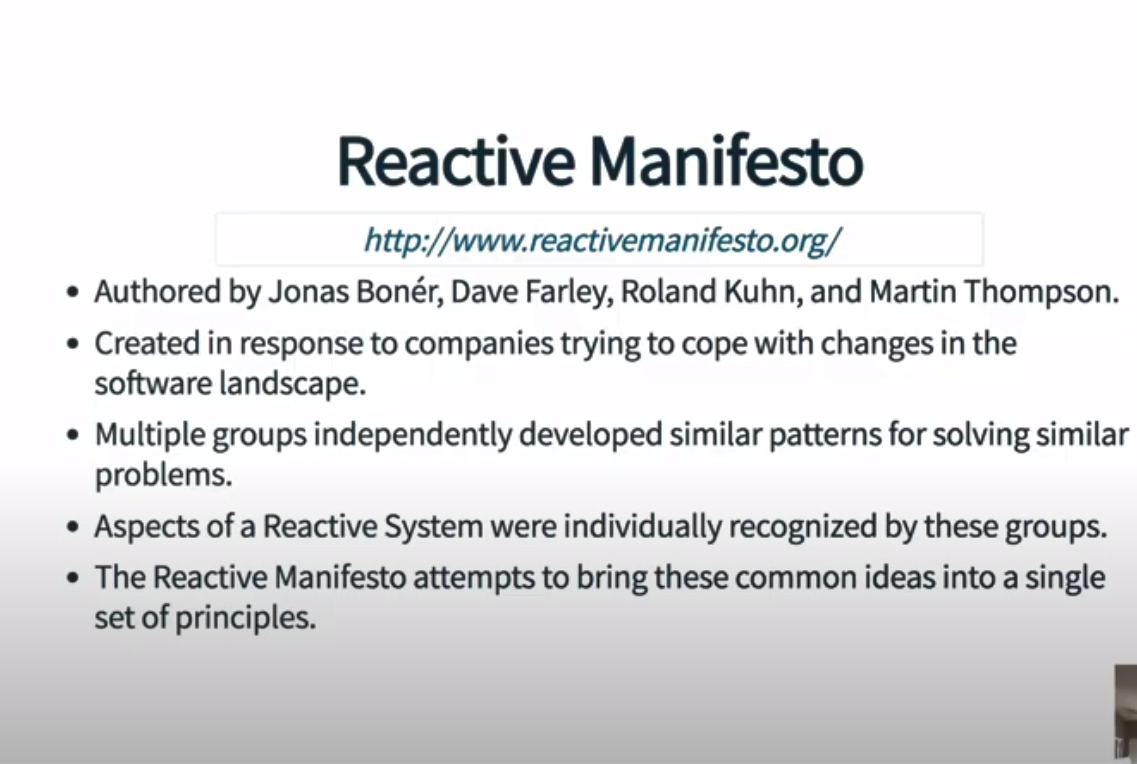 Reactive Manifesto
http://www.reactivemanifesto.org/
• Authored by Jonas Bonér, Dave Farley, Roland Kuhn, and Martin Thompson.
• Created in response to companies trying to cope with changes in the
software landscape.
• Multiple groups independently developed similar patterns for solving similar
problems.
• Aspects of a Reactive System were individually recognized by these groups.
• The Reactive Manifesto attempts to bring these common ideas into a single
set of principles.